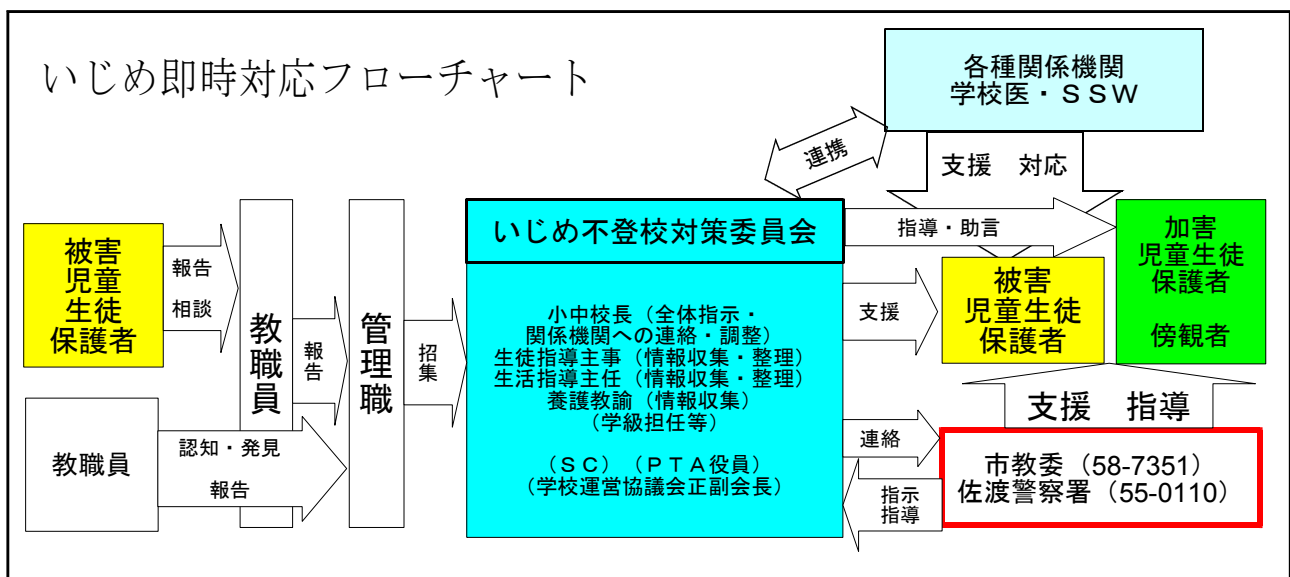 いじめ即時対応フローチャート
各種関係機関
学校医・ＳＳＷ
連携
支援　対応
被害
児童
生徒
保護者
報告
相談
教職員
報告
管理職
招集
教職員
認知・発見
報告
いじめ不登校対策委員会
小中校長（全体指示・
関係機関への連絡・調整）
生徒指導主事（情報収集・整理）
生活指導主任（情報収集・整理）
養護教諭（情報収集）
（学級担任等）
（ＳＣ）（ＰＴＡ役員）
（学校運営協議会正副会長）
指導・助言
支援
被害
児童生徒
保護者
加害
児童生徒
保護者
傍観者
支援　指導
連絡
指示
指導
市教委（58-7351）
佐渡警察署（55-0110）